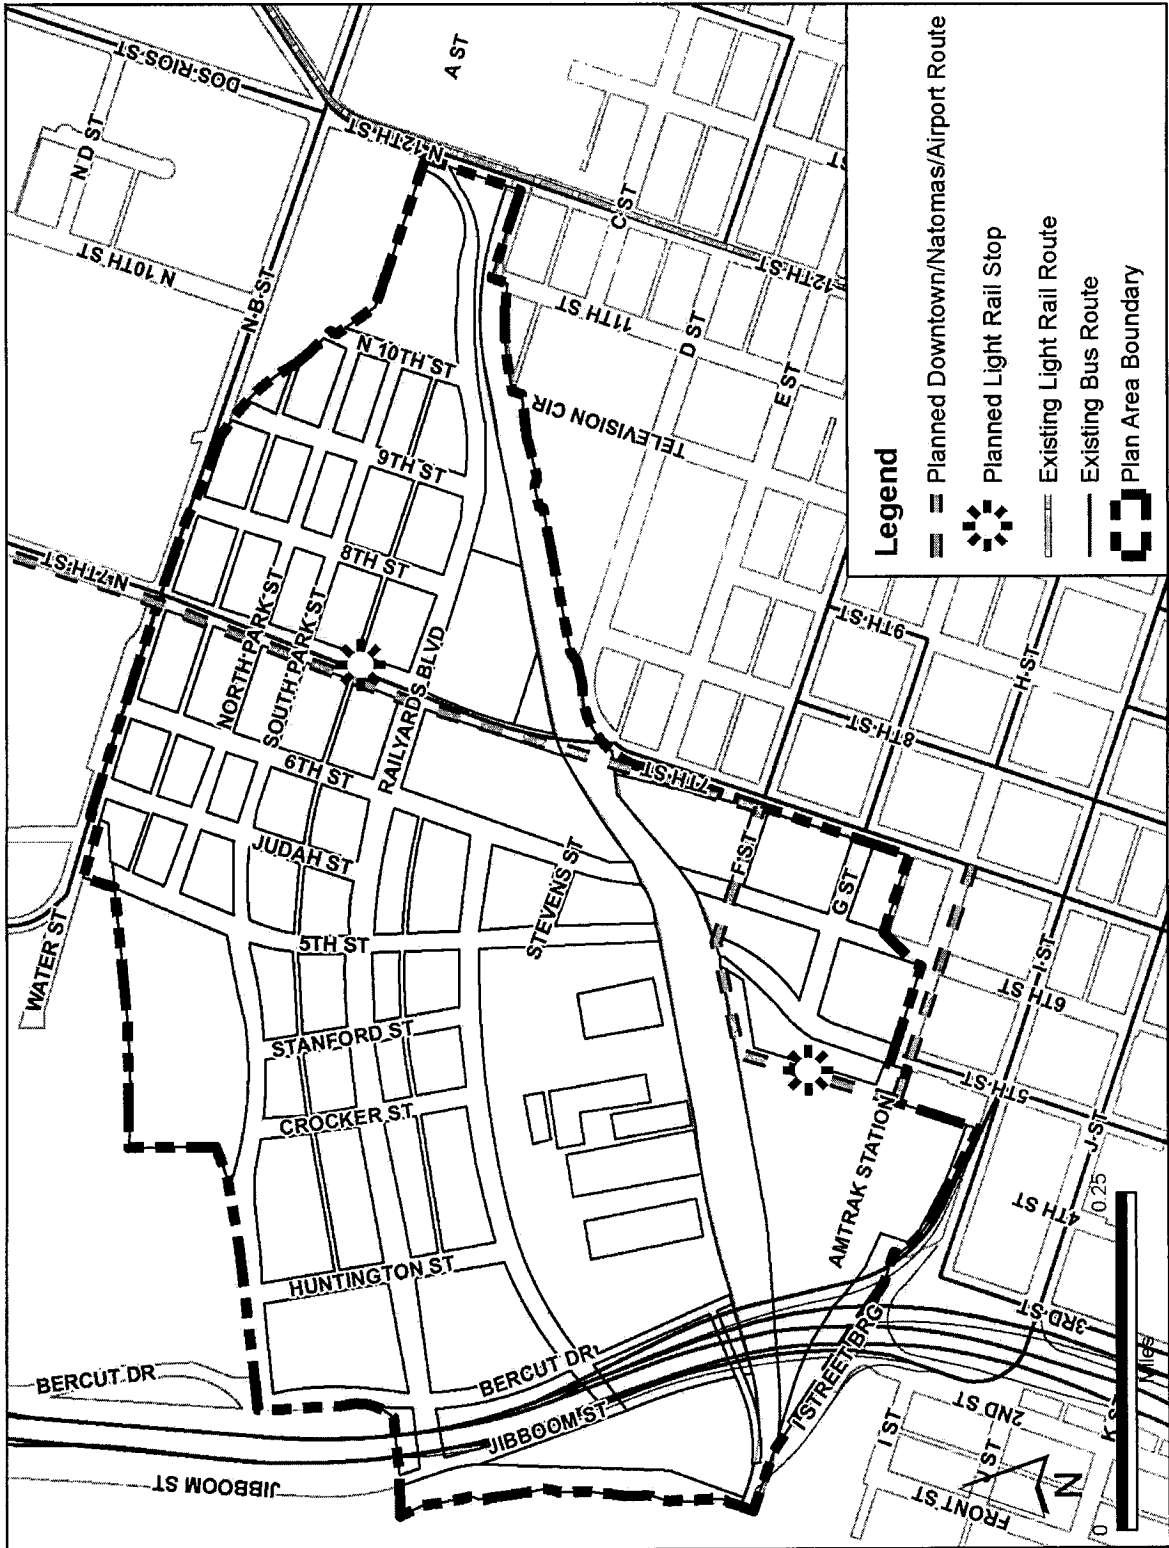 DOS RIOS ST
N D ST
A ST
N 10TH ST
N B ST
N 12TH ST
C ST
12TH ST
11TH ST
D ST
E ST
TELEVISION CIR
N 10TH ST
9TH ST
8TH ST
N 7TH ST
NORTH PARK ST
SOUTH PARK ST
RAILYARDS BLVD
6TH ST
JUDAH ST
5TH ST
STEVENS ST
STANFORD ST
CROCKER ST
HUNTINGTON ST
WATER ST
BERCUT DR
BERCUT DR
JIBBOOM ST
JIBBOOM ST
7TH ST
F ST
G ST
9TH ST
8TH ST
H ST
I ST
6TH ST
5TH ST
J ST
4TH ST
3RD ST
AMTRAK STATION
I STREET BRG
I ST
2ND ST
J ST
FRONT ST
N
0
0.25
Miles
Legend
Planned Downtown/Natomas/Airport Route
Planned Light Rail Stop
Existing Light Rail Route
Existing Bus Route
Plan Area Boundary